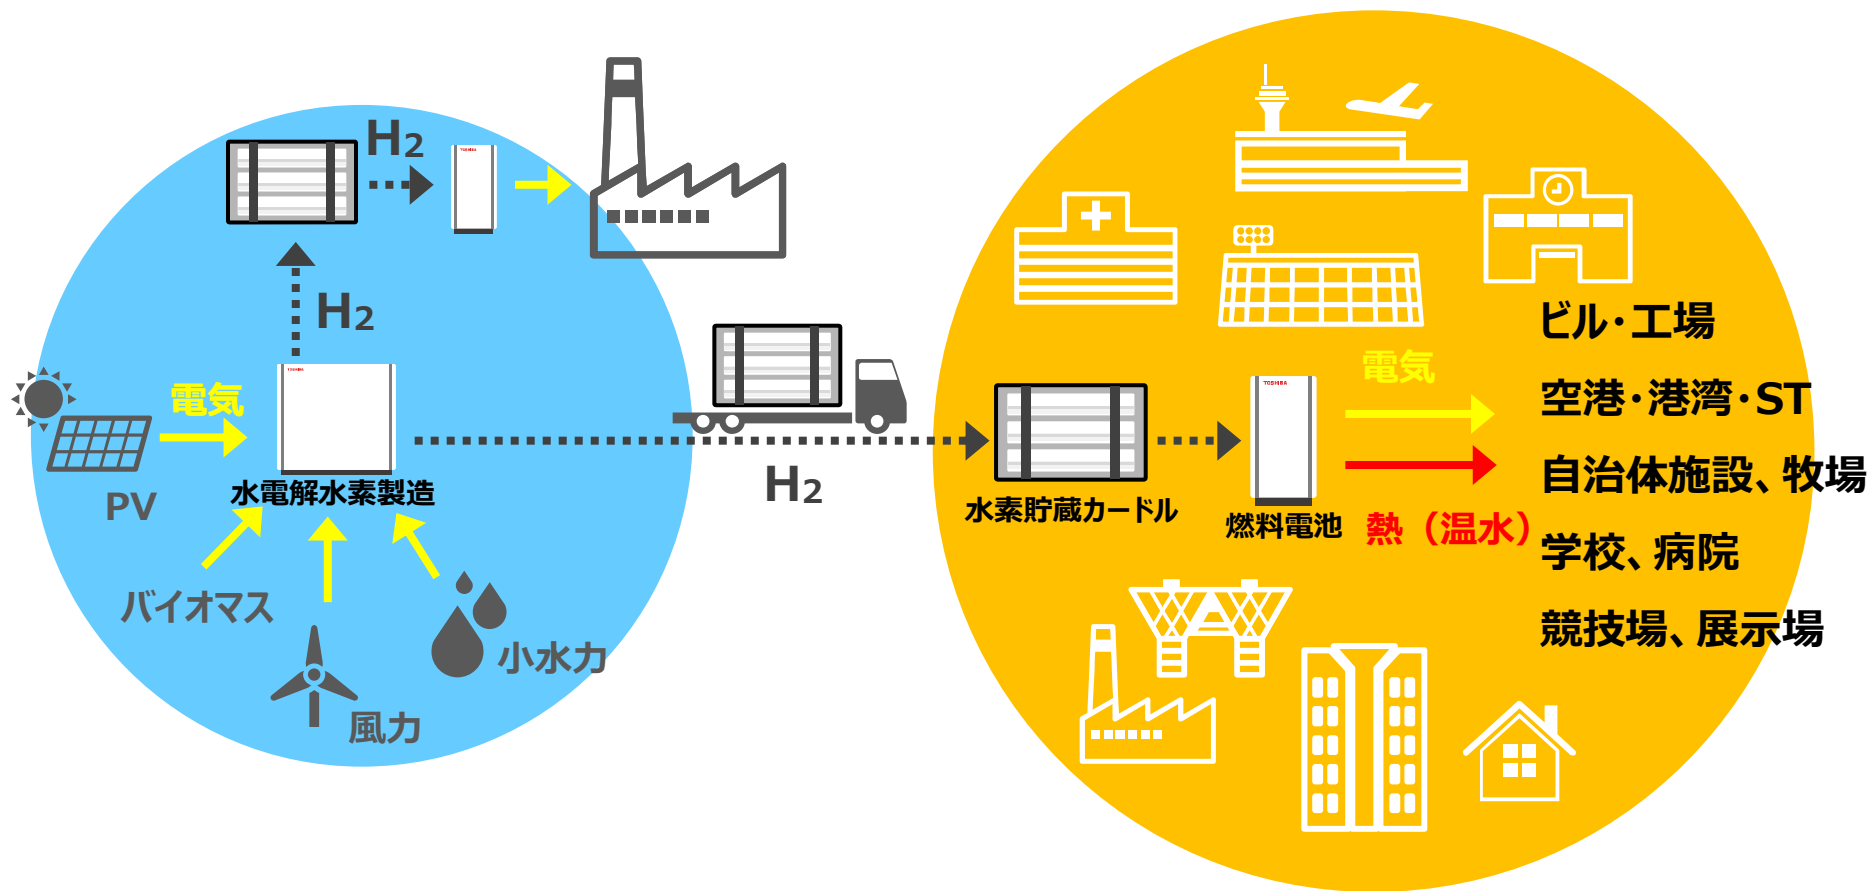 H₂
TOSHIBA
H₂
TOSHIBA
電気
PV
水電解水素製造
バイオマス
風力
小水力
H₂
水素貯蔵カードル
TOSHIBA
燃料電池
電気
熱（温水）
ビル・工場
空港・港湾・ST
自治体施設、牧場
学校、病院
競技場、展示場